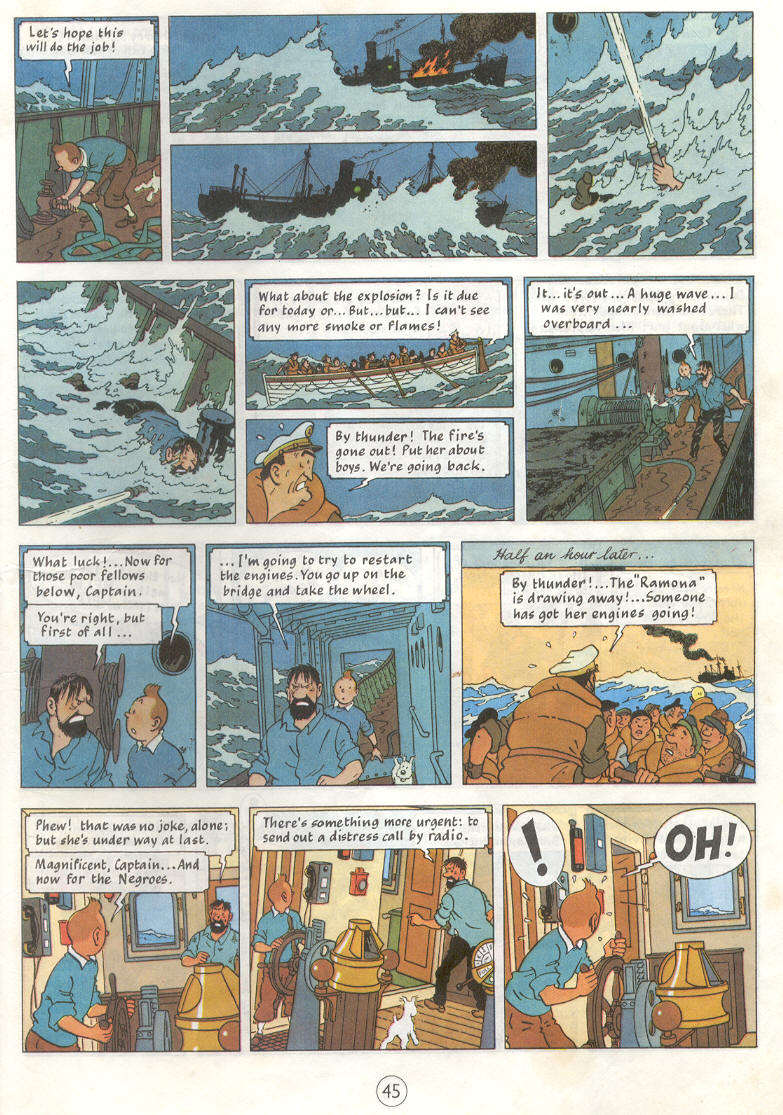 Let's hope this
will do the job!
What about the explosion? Is it due
for today or... But... but... I can't see
any more smoke or flames!
By thunder! The fire's
gone out! Put her about
boys. We're going back.
It... it's out... A huge wave... I
was very nearly washed
overboard...
What luck!...Now for
those poor fellows
below, Captain.
You're right, but
first of all...
...I'm going to try to restart
the engines. You go up on the
bridge and take the wheel.
Half an hour later...
By thunder!...The "Ramona"
is drawing away!...Someone
has got her engines going!
Phew! that was no joke, alone;
but she's under way at last.
Magnificent, Captain...And
now for the Negroes.
There's something more urgent: to
send out a distress call by radio.
!
OH!
45